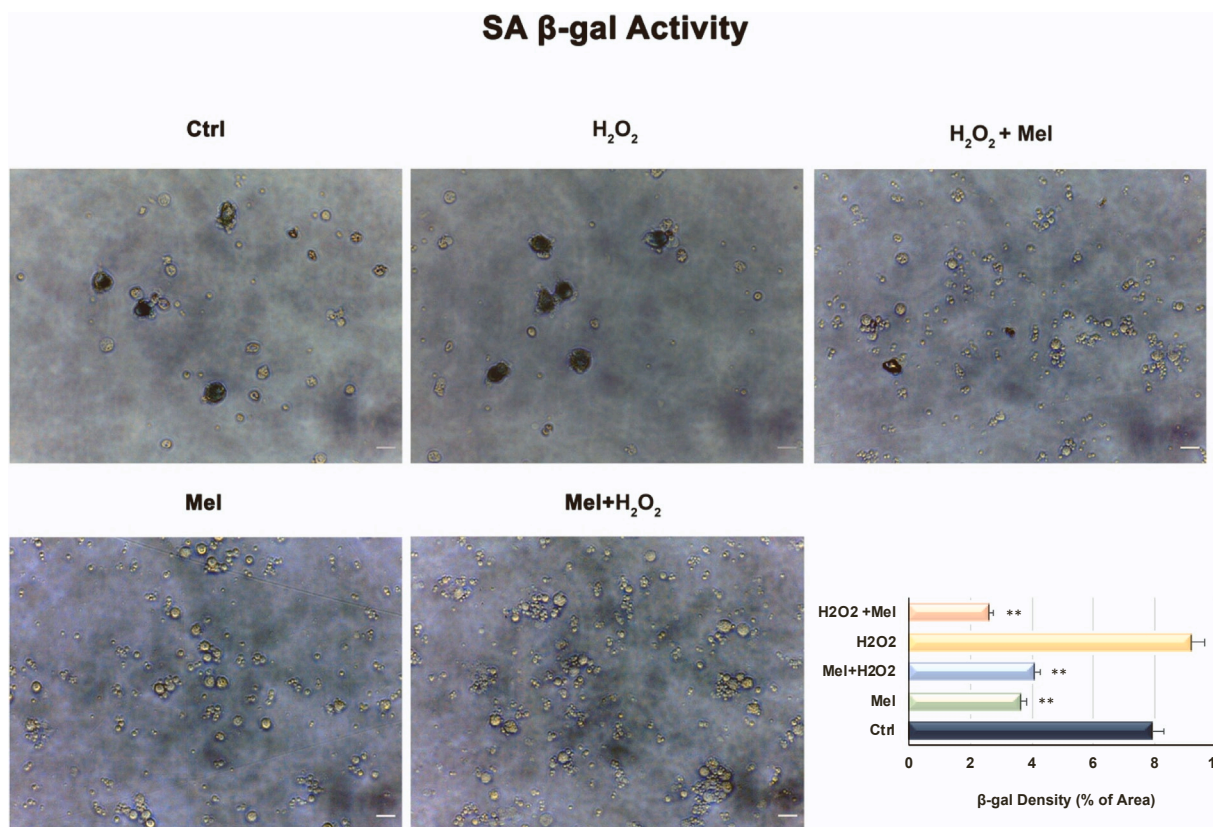 SA β-gal Activity
Ctrl
H₂O₂
H₂O₂ + Mel
Mel
Mel+H₂O₂
H2O2 +Mel
**
H2O2
Mel+H2O2
**
Mel
**
Ctrl
0 2 4 6 8 1
β-gal Density (% of Area)